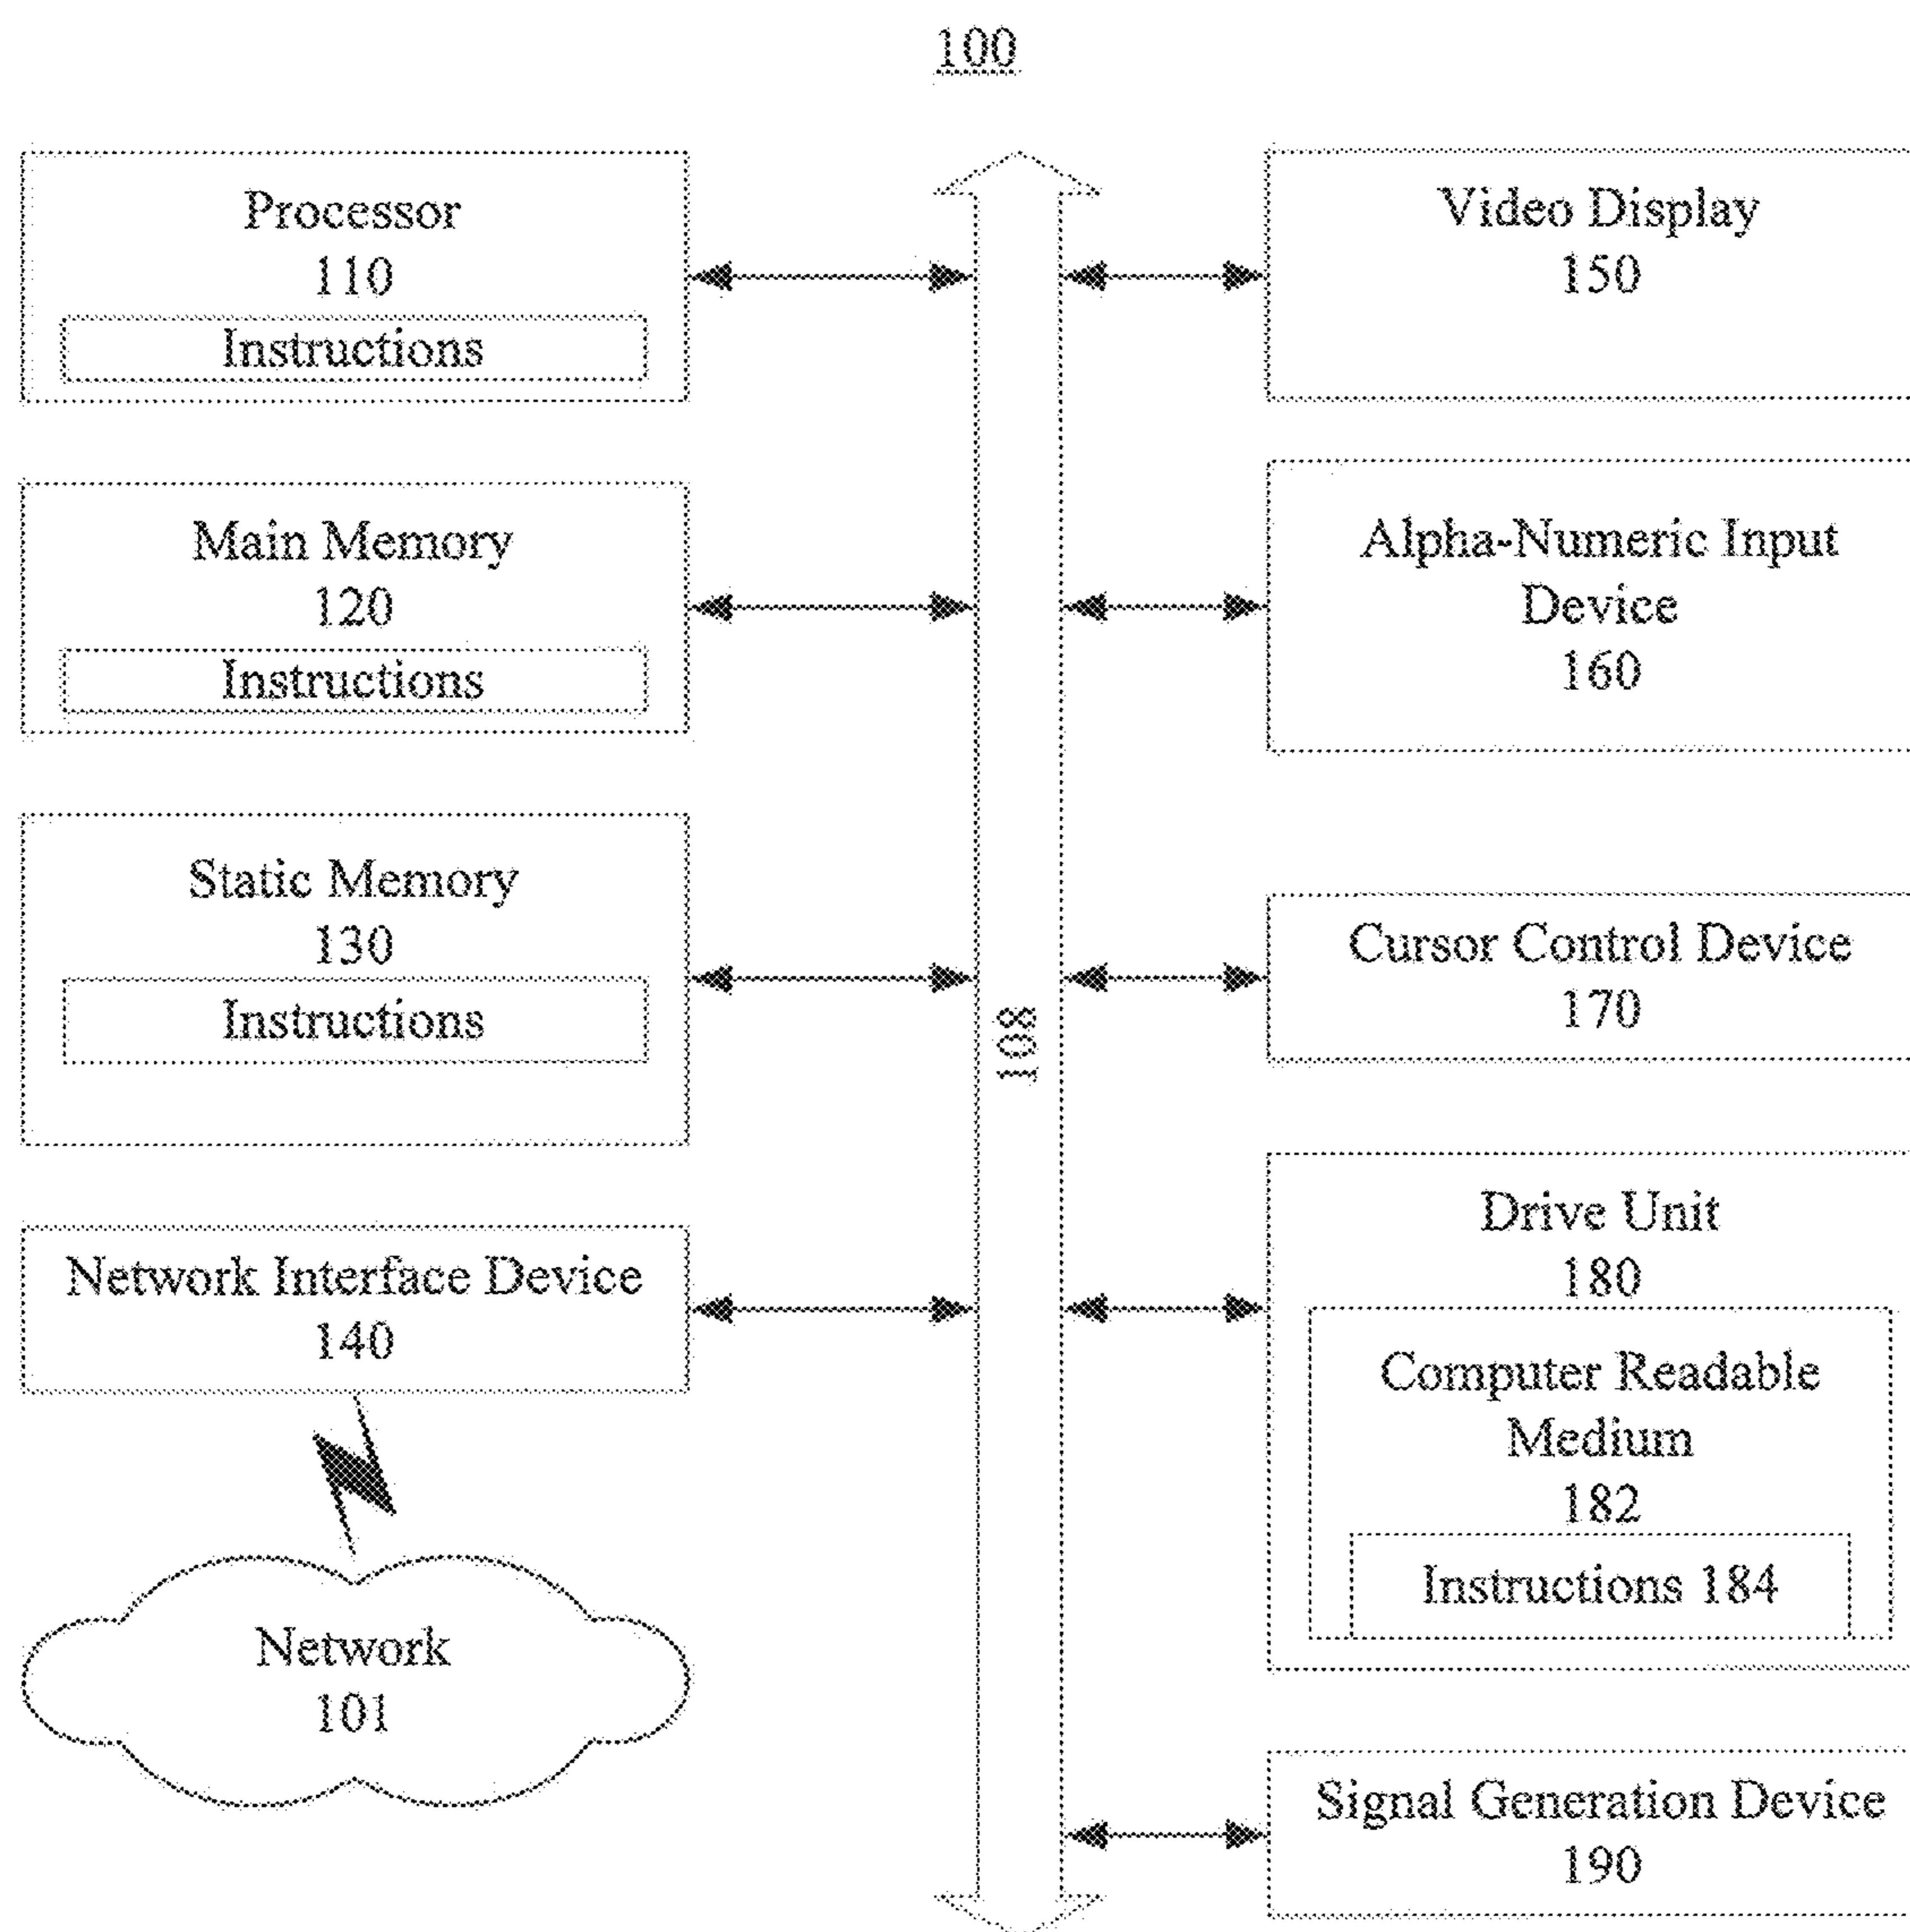 100
Processor
110
Instructions
Main Memory
120
Instructions
Static Memory
130
Instructions
Network Interface Device
140
Network
101
108
Video Display
150
Alpha-Numeric Input
Device
160
Cursor Control Device
170
Drive Unit
180
Computer Readable
Medium
182
Instructions 184
Signal Generation Device
190